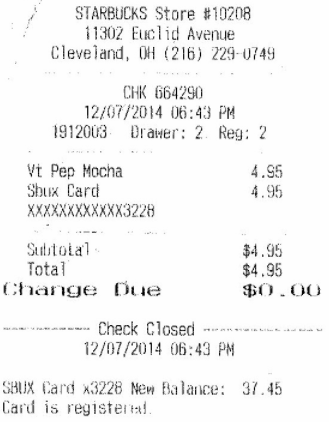 STARBUCKS Store #10208
11302 Euclid Avenue
Cleveland, OH (216) 229-0749
CHK 664290
12/07/2014 06:43 PM
1912003 Drawer: 2 Reg: 2
Vt Pep Mocha 4.95
Sbux Card 4.95
XXXXXXXXXXXX3228
Subtotal $4.95
Total $4.95
Change Due $0.00
Check Closed
12/07/2014 06:43 PM
SBUX Card x3228 New Balance: 37.45
Card is registered.